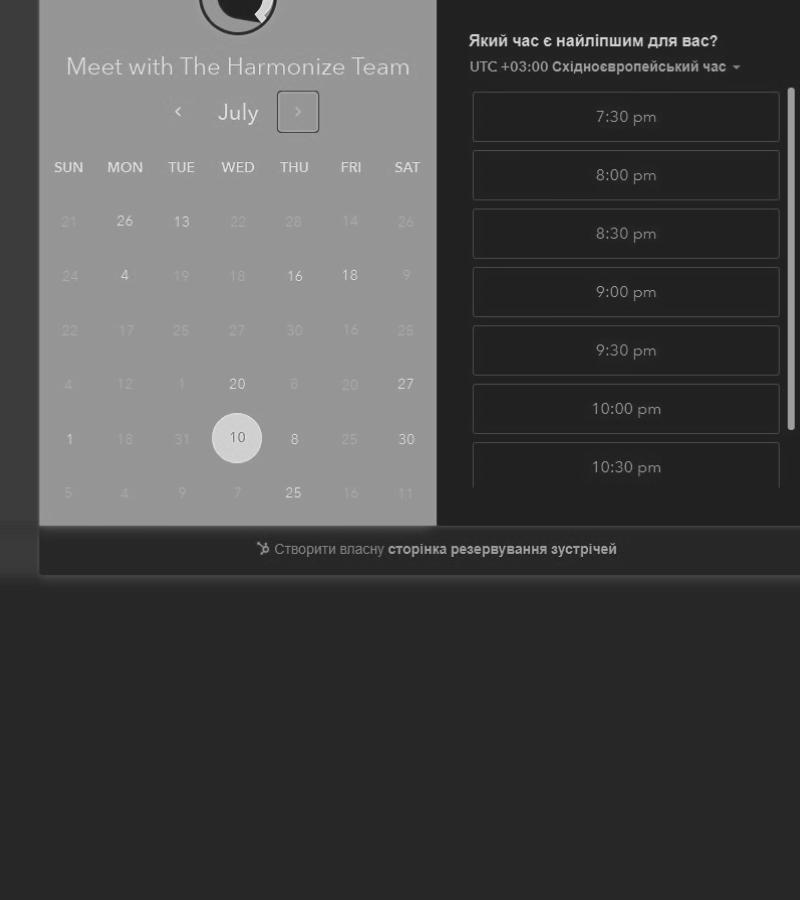 Meet with The Harmonize Team
July
SUN MON TUE WED THU FRI SAT
21 26 13 22 28 14 26
24 4 19 18 16 18 9
22 17 25 27 30 16 25
4 12 1 20 8 20 27
1 18 31 10 8 25 30
5 4 9 7 25 16 11
Який час є найліпшим для вас?
UTC +03:00 Східноєвропейський час
7:30 pm
8:00 pm
8:30 pm
9:00 pm
9:30 pm
10:00 pm
10:30 pm
Створити власну сторінка резервування зустрічей